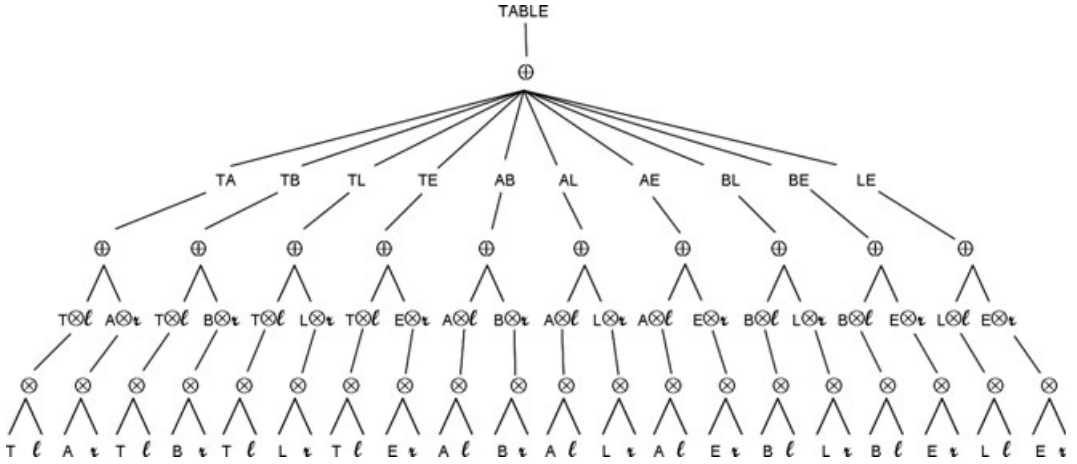 TABLE
⊕
TA TB TL TE AB AL AE BL BE LE
⊕ ⊕ ⊕ ⊕ ⊕ ⊕ ⊕ ⊕ ⊕ ⊕
T⊗ℓ A⊗r T⊗ℓ B⊗r T⊗ℓ L⊗r T⊗ℓ E⊗r A⊗ℓ B⊗r A⊗ℓ L⊗r A⊗ℓ E⊗r B⊗ℓ L⊗r B⊗ℓ E⊗r L⊗ℓ E⊗r
⊗ ⊗ ⊗ ⊗ ⊗ ⊗ ⊗ ⊗ ⊗ ⊗ ⊗ ⊗ ⊗ ⊗ ⊗ ⊗ ⊗ ⊗ ⊗ ⊗
T ℓ A r T ℓ B r T ℓ L r T ℓ E r A ℓ B r A ℓ L r A ℓ E r B ℓ L r B ℓ E r L ℓ E r